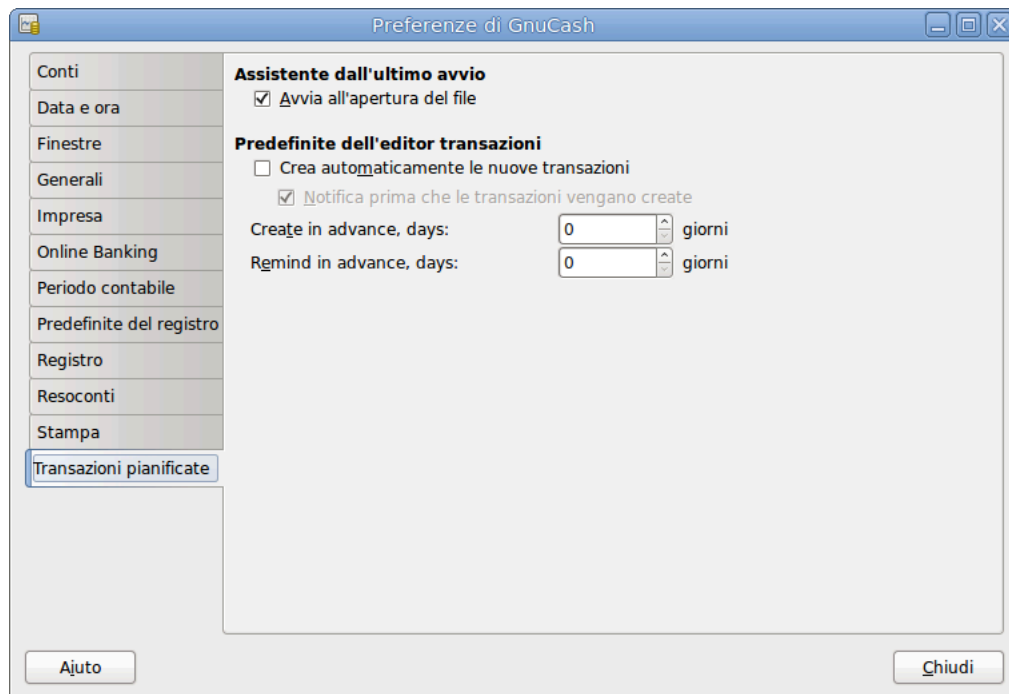 Preferenze di GnuCash
Conti
Data e ora
Finestre
Generali
Impresa
Online Banking
Periodo contabile
Predefinite del registro
Registro
Resoconti
Stampa
Transazioni pianificate
Assistente dall'ultimo avvio
Avvia all'apertura del file
Predefinite dell'editor transazioni
Crea automaticamente le nuove transazioni
Notifica prima che le transazioni vengano create
Create in advance, days: 0 giorni
Remind in advance, days: 0 giorni
Aiuto
Chiudi